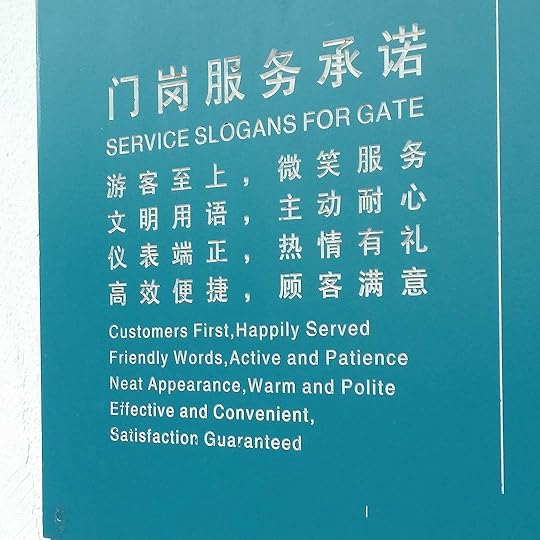 门岗服务承诺
SERVICE SLOGANS FOR GATE
游客至上，微笑服务
文明用语，主动耐心
仪表端正，热情有礼
高效便捷，顾客满意
Customers First,Happily Served
Friendly Words,Active and Patience
Neat Appearance,Warm and Polite
Effective and Convenient,
Satisfaction Guaranteed